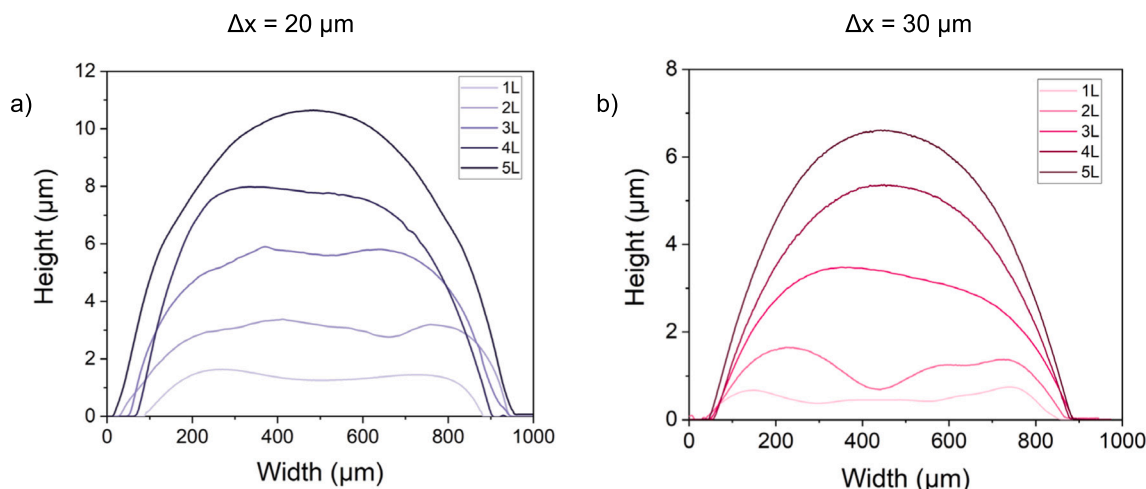 Δx = 20 µm
Δx = 30 µm
a)
12
10
8
6
4
2
0
Height (µm)
1L
2L
3L
4L
5L
0
200
400
600
800
1000
Width (µm)
b)
8
6
4
2
0
Height (µm)
1L
2L
3L
4L
5L
0
200
400
600
800
1000
Width (µm)